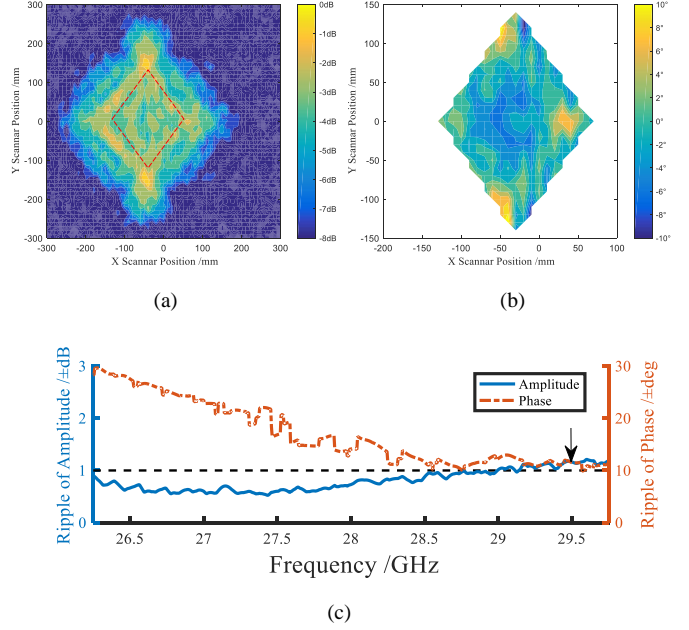 300
200
100
0
-100
-200
-300
-300 -200 -100 0 100 200 300
Y Scannar Position /mm
X Scannar Position /mm
0dB
-1dB
-2dB
-3dB
-4dB
-5dB
-6dB
-7dB
-8dB
(a)
150
100
50
0
-50
-100
-150
-200 -150 -100 -50 0 50 100
Y Scannar Position /mm
X Scannar Position /mm
10°
8°
6°
4°
2°
0°
-2°
-4°
-6°
-8°
-10°
(b)
Ripple of Amplitude /±dB
3
2
1
0
Amplitude
Phase
30
20
10
0
Ripple of Phase /±deg
26.5 27 27.5 28 28.5 29 29.5
Frequency /GHz
(c)